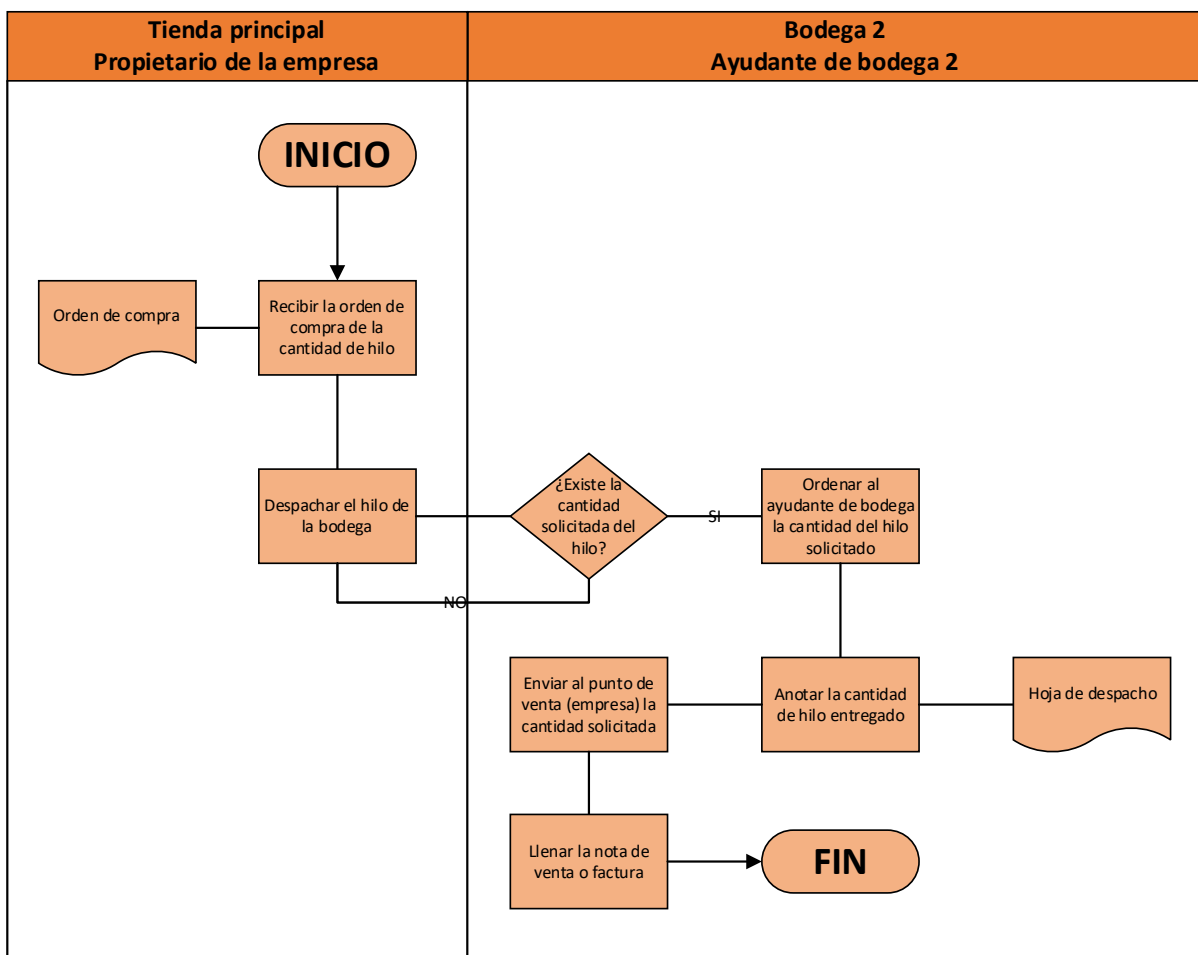 Tienda principal
Propietario de la empresa
Bodega 2
Ayudante de bodega 2
INICIO
Orden de compra
Recibir la orden de
compra de la
cantidad de hilo
Despachar el hilo de
la bodega
¿Existe la
cantidad
solicitada del
hilo?
SI
Ordenar al
ayudante de bodega
la cantidad del hilo
solicitado
NO
Enviar al punto de
venta (empresa) la
cantidad solicitada
Anotar la cantidad
de hilo entregado
Hoja de despacho
Llenar la nota de
venta o factura
FIN